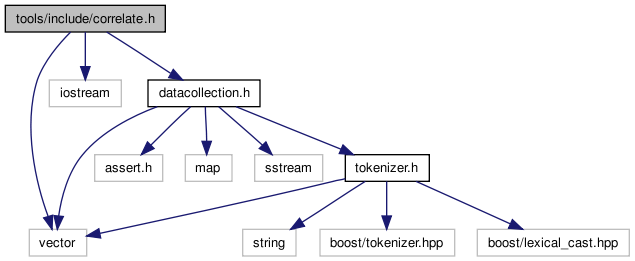 tools/include/correlate.h
iostream
datacollection.h
assert.h
map
sstream
tokenizer.h
vector
string
boost/tokenizer.hpp
boost/lexical_cast.hpp